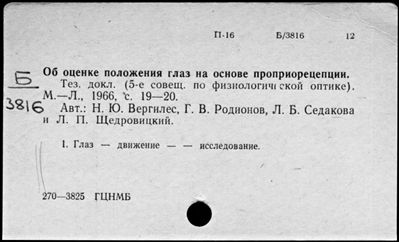 П-16 Б/3816 12
Об оценке положения глаз на основе проприорецепции.
Б
Тез. докл. (5-е совещ. по физиологической оптике).
3816
М.—Л., 1966, с. 19—20.
Авт.: Н. Ю. Вергилес, Г. В. Родионов, Л. Б. Седакова
и Л. П. Щедровицкий.
1. Глаз — движение — — исследование.
270—3825 ГЦНМБ